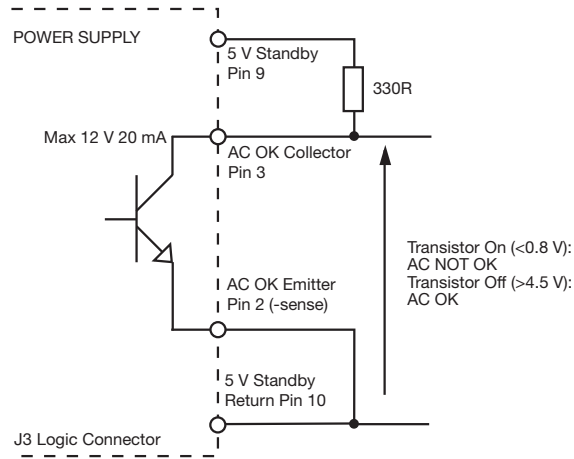 POWER SUPPLY
5 V Standby
Pin 9
330R
Max 12 V 20 mA
AC OK Collector
Pin 3
Transistor On (<0.8 V):
AC NOT OK
Transistor Off (>4.5 V):
AC OK
AC OK Emitter
Pin 2 (-sense)
5 V Standby
Return Pin 10
J3 Logic Connector